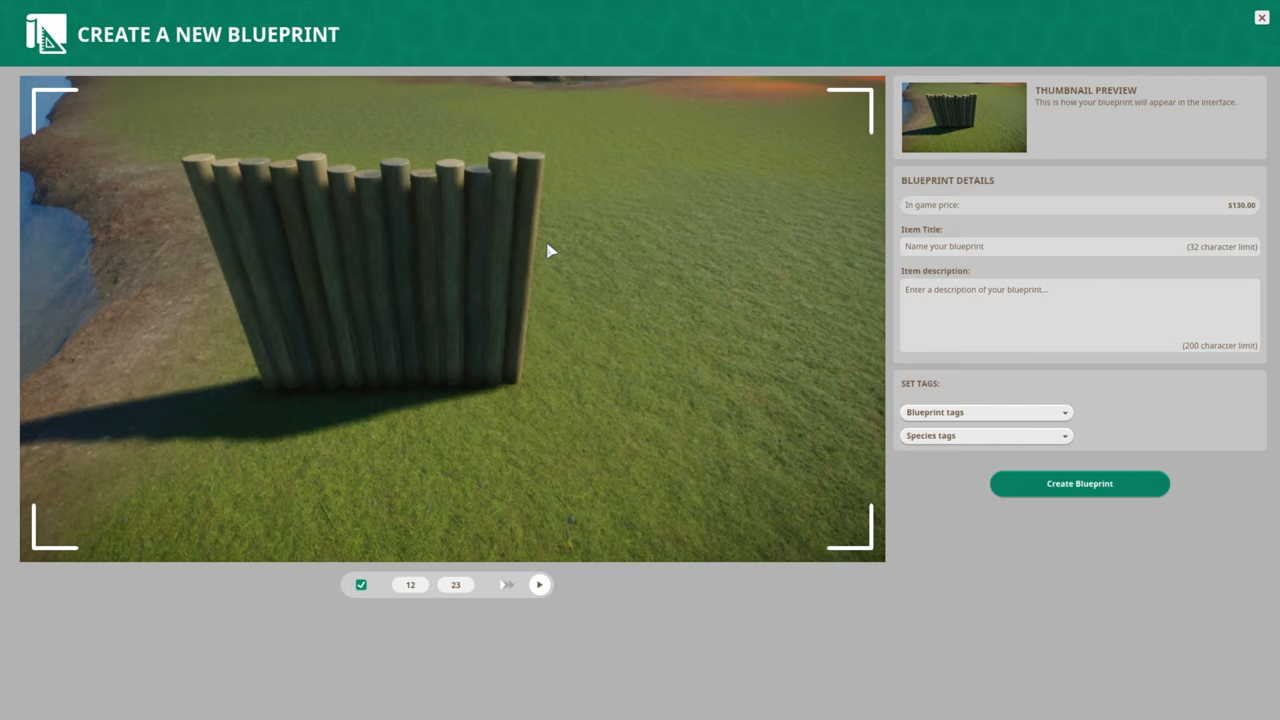 CREATE A NEW BLUEPRINT
THUMBNAIL PREVIEW
This is how your blueprint will appear in the interface.
BLUEPRINT DETAILS
In game price: $130.00
Item Title:
Name your blueprint (32 character limit)
Item description:
Enter a description of your blueprint...
(200 character limit)
SET TAGS:
Blueprint tags
Species tags
Create Blueprint
12 23